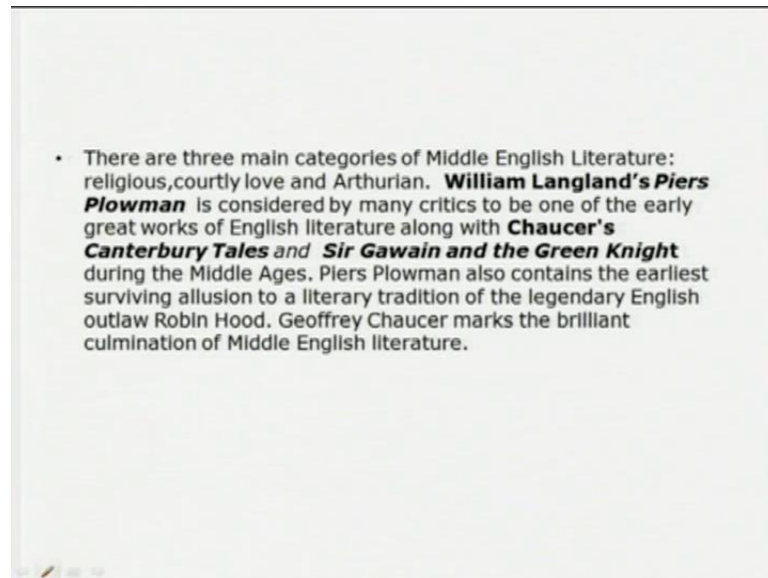 • There are three main categories of Middle English Literature:
religious,courtly love and Arthurian. William Langland's Piers
Plowman is considered by many critics to be one of the early
great works of English literature along with Chaucer's
Canterbury Tales and Sir Gawain and the Green Knight
during the Middle Ages. Piers Plowman also contains the earliest
surviving allusion to a literary tradition of the legendary English
outlaw Robin Hood. Geoffrey Chaucer marks the brilliant
culmination of Middle English literature.